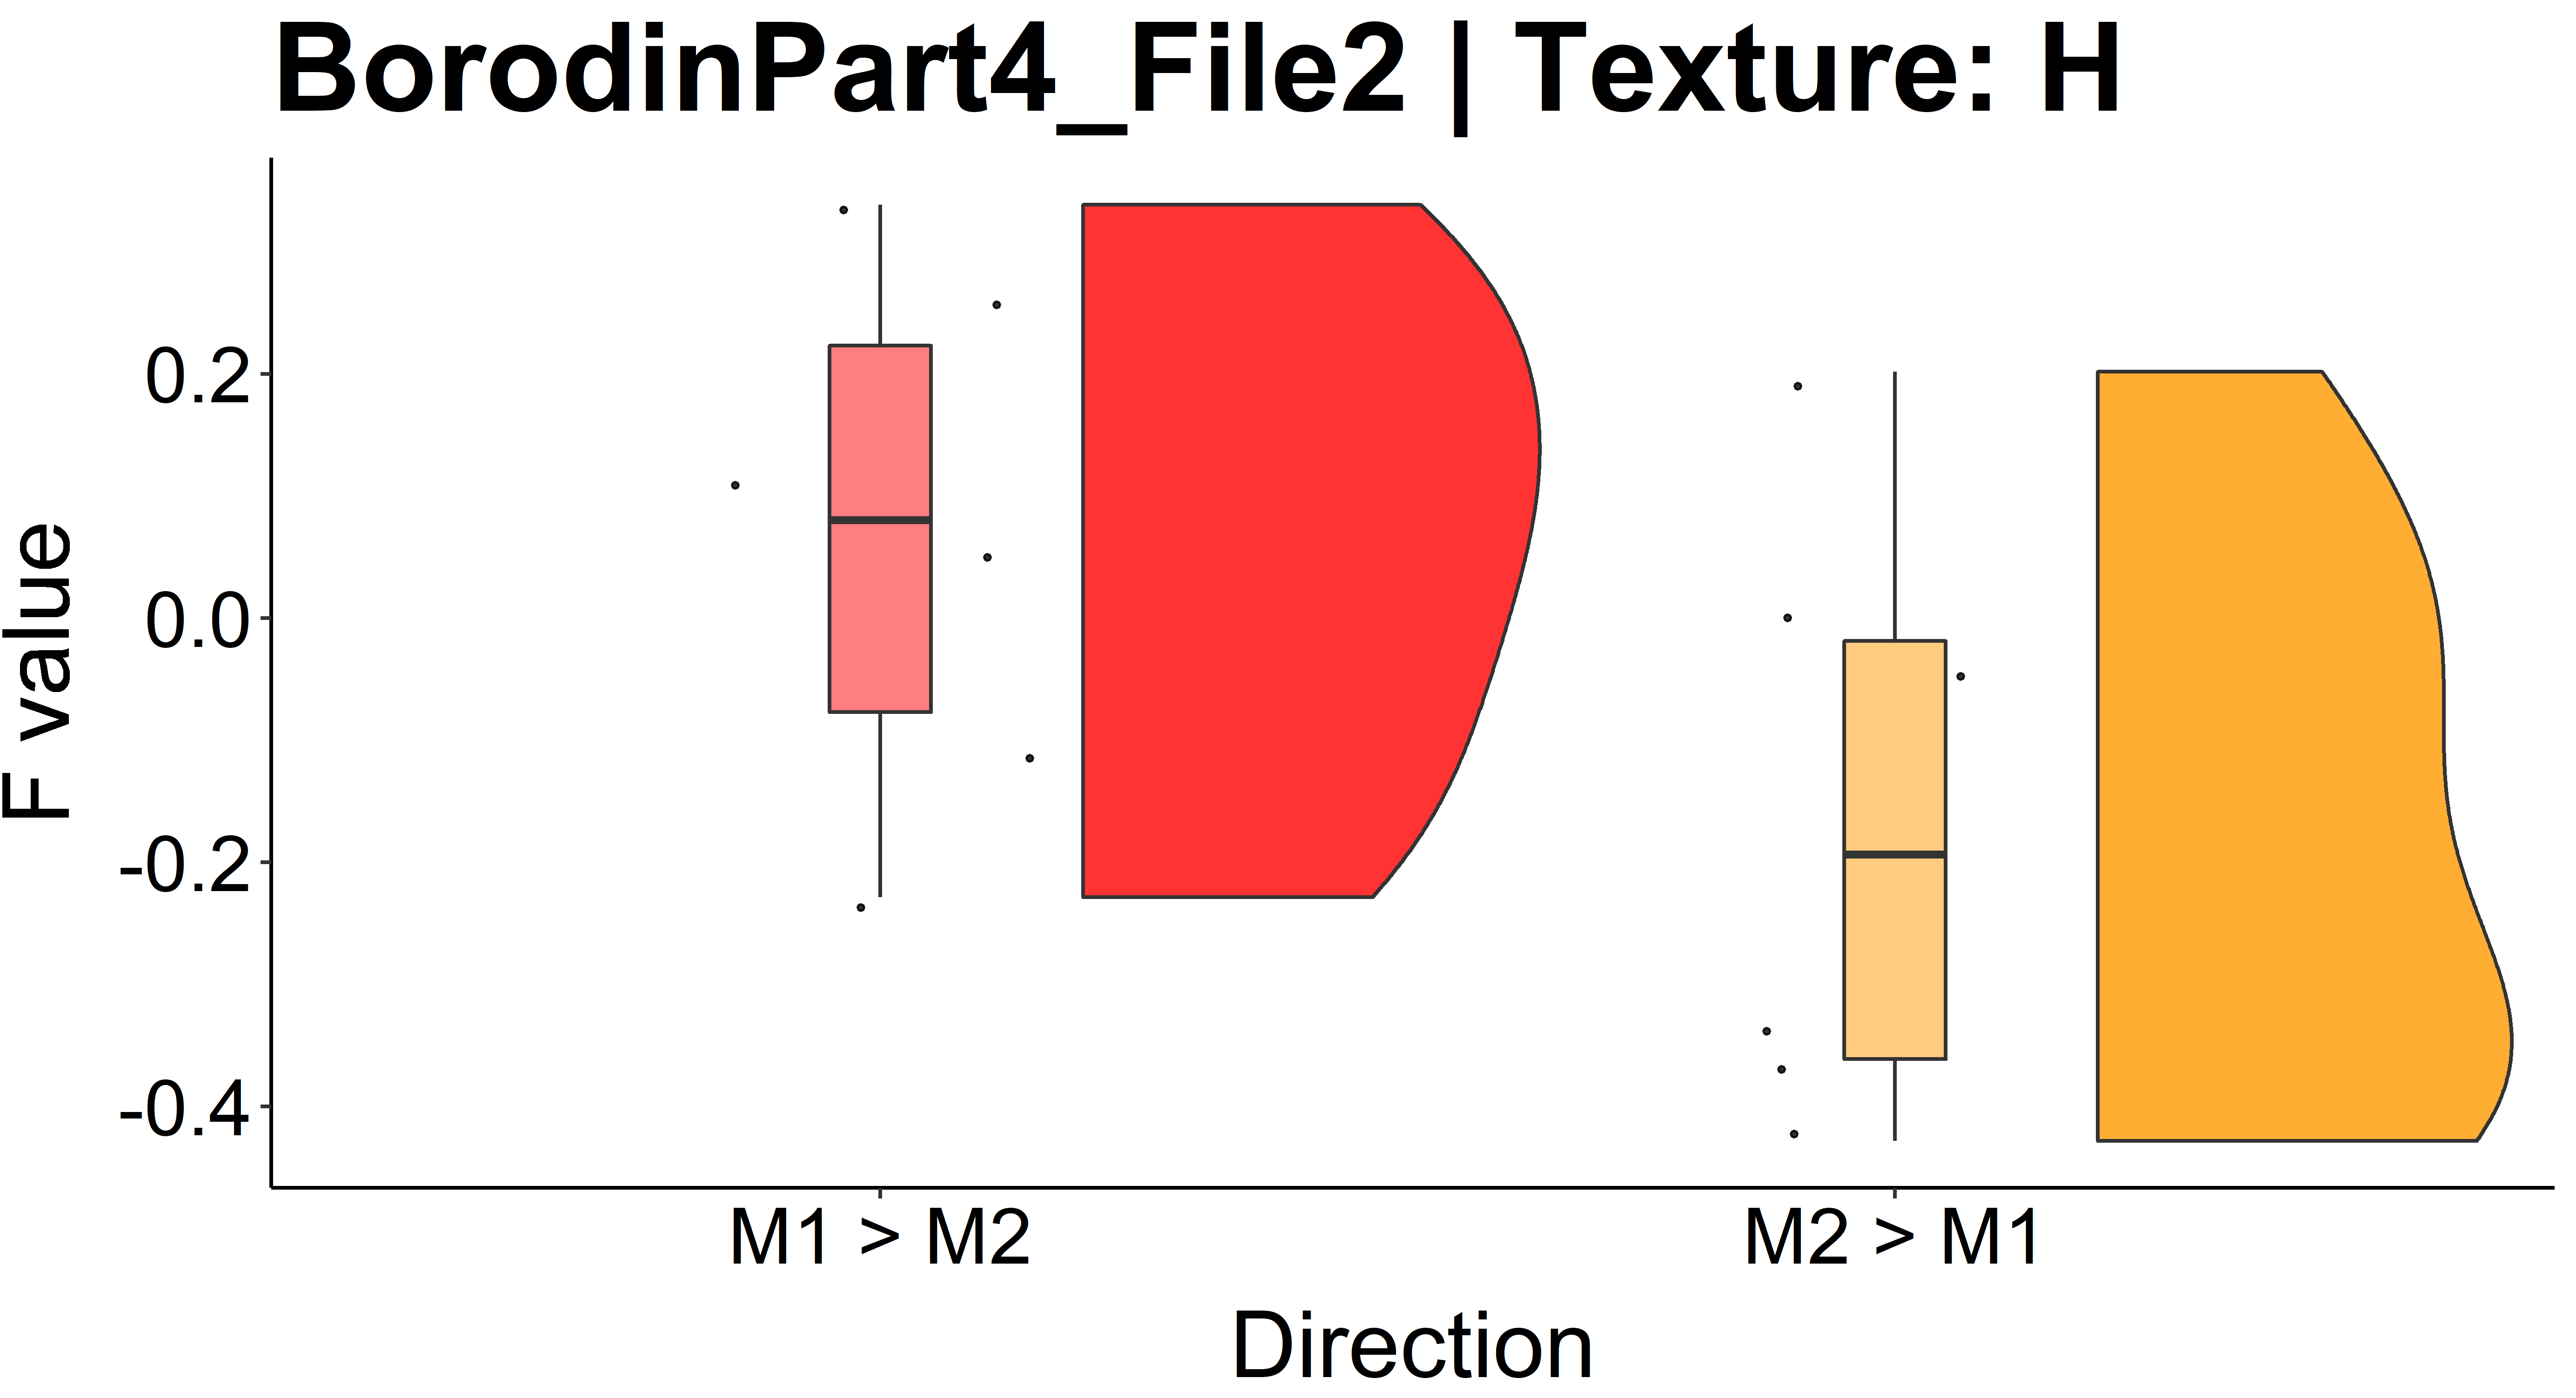 BorodinPart4_File2 | Texture: H
F value
0.2
0.0
-0.2
-0.4
M1 > M2
M2 > M1
Direction